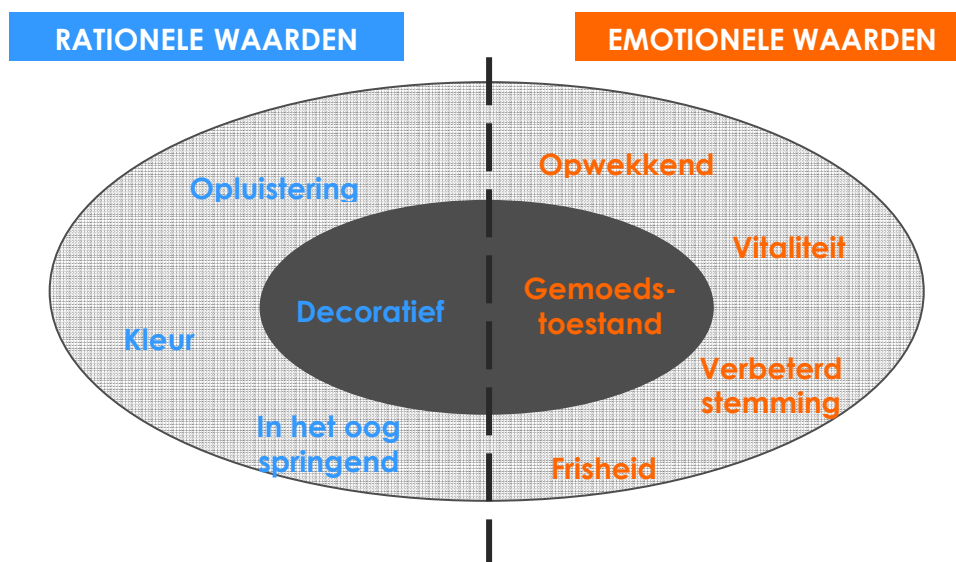 RATIONELE WAARDEN
EMOTIONELE WAARDEN
Opwekkend
Opluistering
Vitaliteit
Gemoeds-
toestand
Decoratief
Kleur
Verbeterd
stemming
In het oog
springend
Frisheid